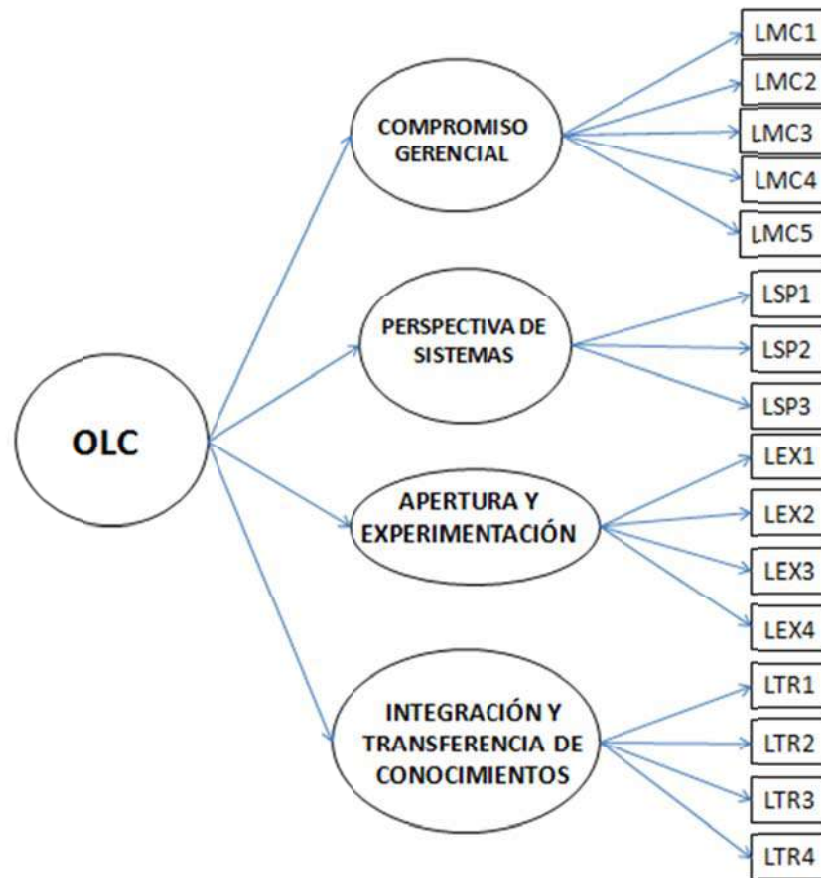 OLC
COMPROMISO
GERENCIAL
LMC1
LMC2
LMC3
LMC4
LMC5
PERSPECTIVA DE
SISTEMAS
LSP1
LSP2
LSP3
APERTURA Y
EXPERIMENTACIÓN
LEX1
LEX2
LEX3
LEX4
INTEGRACIÓN Y
TRANSFERENCIA DE
CONOCIMIENTOS
LTR1
LTR2
LTR3
LTR4